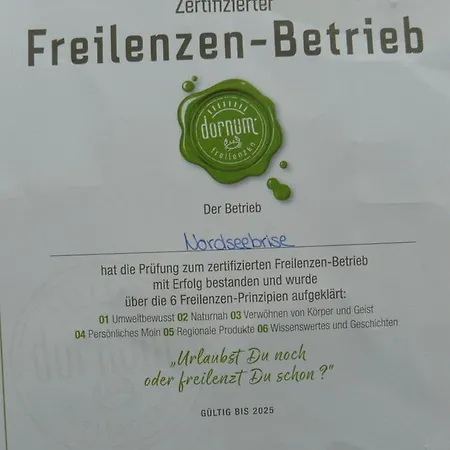 Zertifizierter
Freilenzen-Betrieb
dornum
freilenzen
Der Betrieb
Nordseebrise
hat die Prüfung zum zertifizierten Freilenzen-Betrieb
mit Erfolg bestanden und wurde
über die 6 Freilenzen-Prinzipien aufgeklärt:
01 Umweltbewusst 02 Naturnah 03 Verwöhnen von Körper und Geist
04 Persönliches Moin 05 Regionale Produkte 06 Wissenswertes und Geschichten
„Urlaubst Du noch
oder freilenzt Du schon?"
GÜLTIG BIS 2025